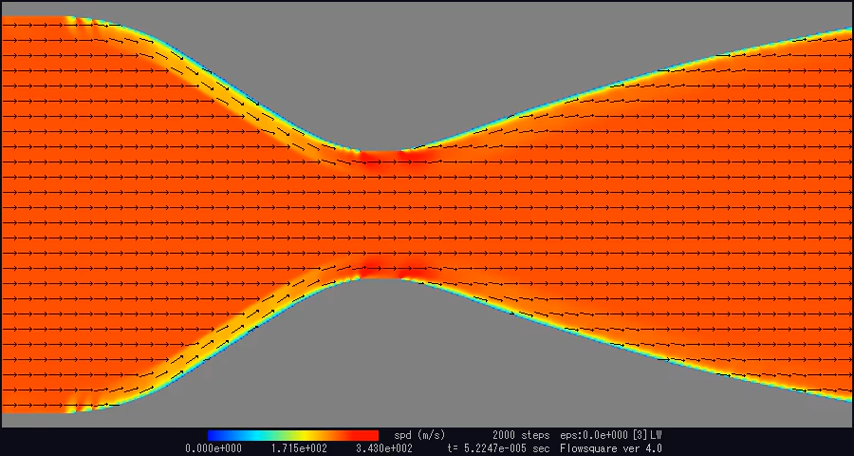 spd (m/s) 2000 steps eps:0.0e+000 [3]LW
0.000e+000 1.715e+002 3.430e+002 t= 5.2247e-005 sec Flowsquare ver 4.0